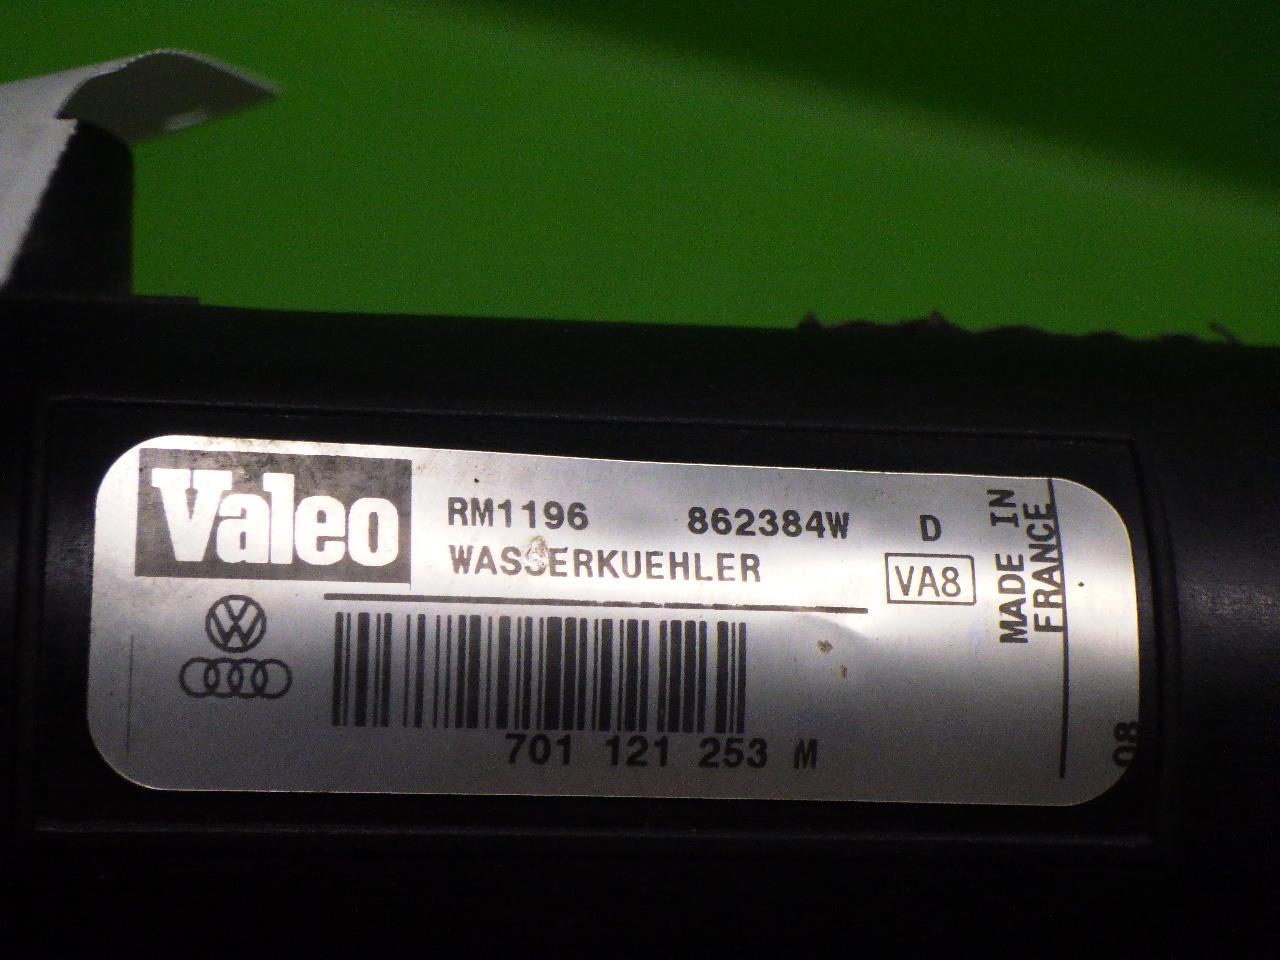 Valeo
RM1196 862384W D
WASSERKUEHLER
VA8
MADE IN
FRANCE
701 121 253 M
08